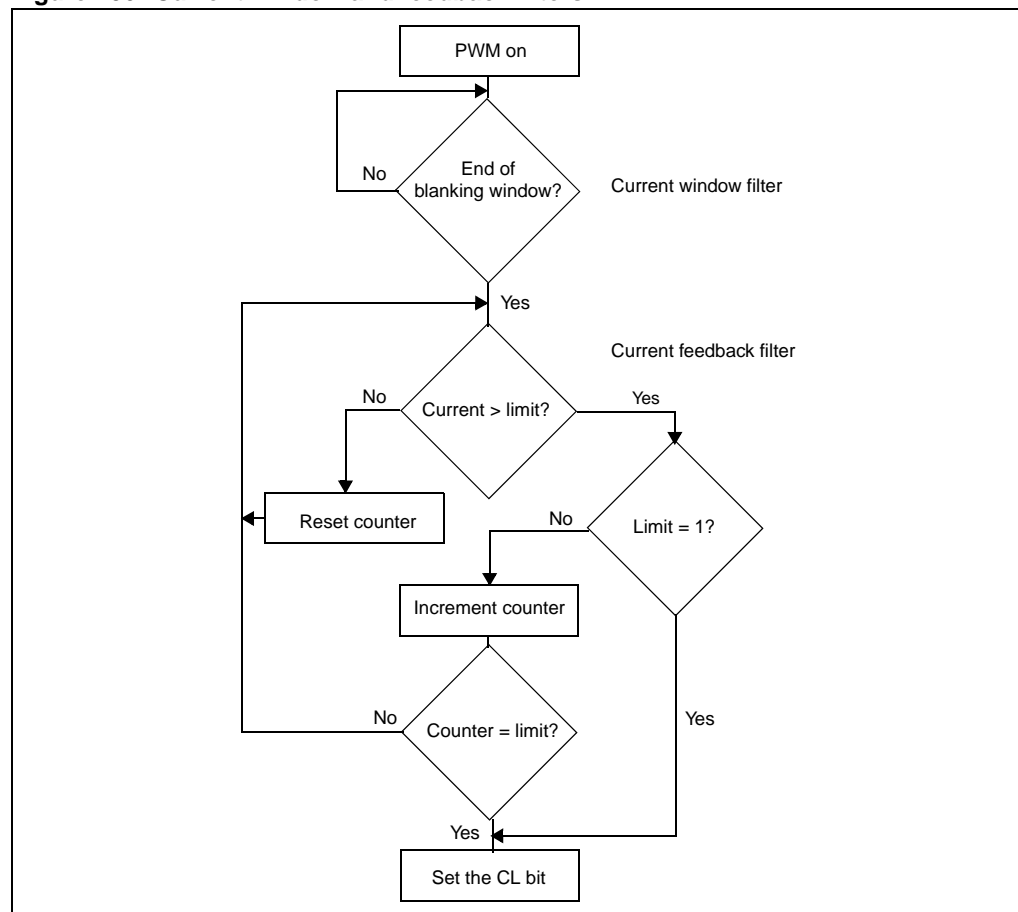 PWM on
No
End of
blanking window?
Current window filter
Yes
Current feedback filter
No
Current > limit?
Yes
Reset counter
No
Limit = 1?
Increment counter
No
Counter = limit?
Yes
Yes
Set the CL bit